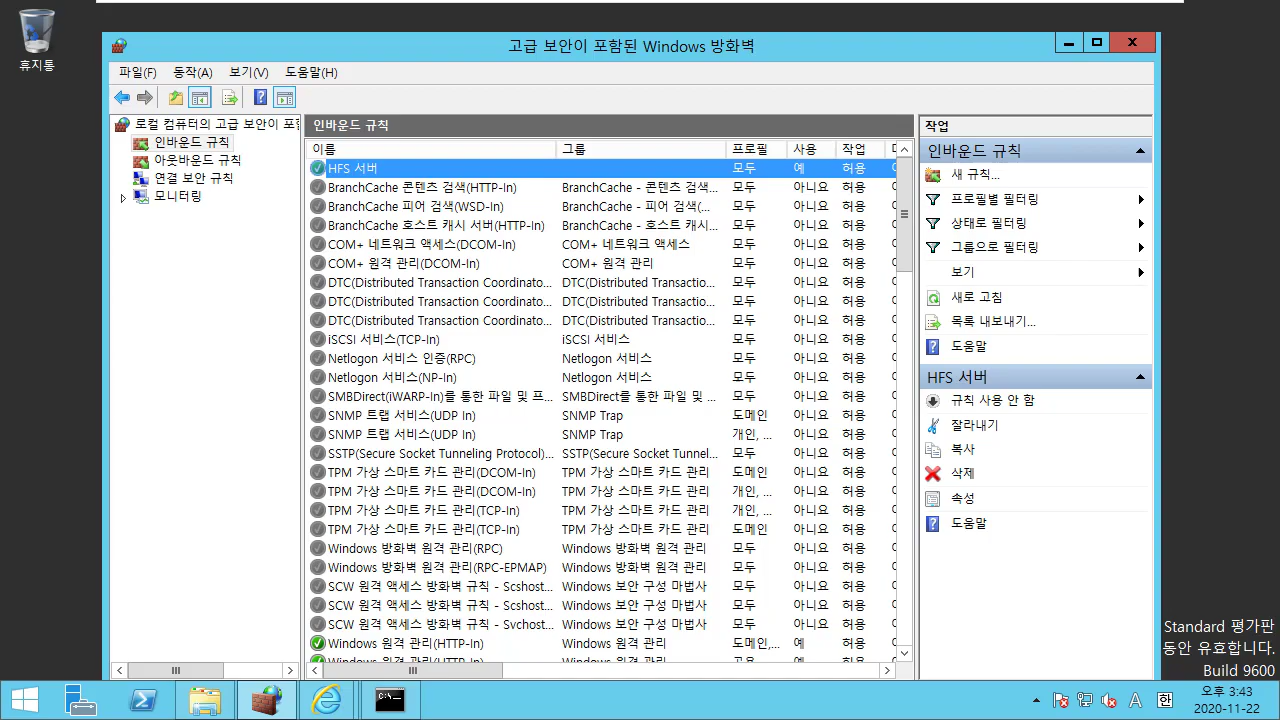 휴지통
고급 보안이 포함된 Windows 방화벽
파일(F) 동작(A) 보기(V) 도움말(H)
로컬 컴퓨터의 고급 보안이 포함
인바운드 규칙
아웃바운드 규칙
연결 보안 규칙
모니터링
인바운드 규칙
이름 그룹 프로필 사용 작업
HFS 서버 모두 예 허용
BranchCache 콘텐츠 검색(HTTP-In) BranchCache - 콘텐츠 검색... 모두 아니요 허용
BranchCache 피어 검색(WSD-In) BranchCache - 피어 검색(... 모두 아니요 허용
BranchCache 호스트 캐시 서버(HTTP-In) BranchCache - 호스트 캐시... 모두 아니요 허용
COM+ 네트워크 액세스(DCOM-In) COM+ 네트워크 액세스 모두 아니요 허용
COM+ 원격 관리(DCOM-In) COM+ 원격 관리 모두 아니요 허용
DTC(Distributed Transaction Coordinato... DTC(Distributed Transactio... 모두 아니요 허용
DTC(Distributed Transaction Coordinato... DTC(Distributed Transactio... 모두 아니요 허용
DTC(Distributed Transaction Coordinato... DTC(Distributed Transactio... 모두 아니요 허용
iSCSI 서비스(TCP-In) iSCSI 서비스 모두 아니요 허용
Netlogon 서비스 인증(RPC) Netlogon 서비스 모두 아니요 허용
Netlogon 서비스(NP-In) Netlogon 서비스 모두 아니요 허용
SMBDirect(iWARP-In)를 통한 파일 및 프... SMBDirect를 통한 파일 및 ... 모두 아니요 허용
SNMP 트랩 서비스(UDP In) SNMP Trap 도메인 아니요 허용
SNMP 트랩 서비스(UDP In) SNMP Trap 개인, ... 아니요 허용
SSTP(Secure Socket Tunneling Protocol)... SSTP(Secure Socket Tunnel... 모두 아니요 허용
TPM 가상 스마트 카드 관리(DCOM-In) TPM 가상 스마트 카드 관리 도메인 아니요 허용
TPM 가상 스마트 카드 관리(DCOM-In) TPM 가상 스마트 카드 관리 개인, ... 아니요 허용
TPM 가상 스마트 카드 관리(TCP-In) TPM 가상 스마트 카드 관리 개인, ... 아니요 허용
TPM 가상 스마트 카드 관리(TCP-In) TPM 가상 스마트 카드 관리 도메인 아니요 허용
Windows 방화벽 원격 관리(RPC) Windows 방화벽 원격 관리 모두 아니요 허용
Windows 방화벽 원격 관리(RPC-EPMAP) Windows 방화벽 원격 관리 모두 아니요 허용
SCW 원격 액세스 방화벽 규칙 - Scshost... Windows 보안 구성 마법사 모두 아니요 허용
SCW 원격 액세스 방화벽 규칙 - Scshost... Windows 보안 구성 마법사 모두 아니요 허용
SCW 원격 액세스 방화벽 규칙 - Svchost... Windows 보안 구성 마법사 모두 아니요 허용
Windows 원격 관리(HTTP-In) Windows 원격 관리 도메인,... 예 허용
Windows 원격 관리(HTTP-In) Windows 원격 관리 공용 예 허용
작업
인바운드 규칙
새 규칙...
프로필별 필터링
상태로 필터링
그룹으로 필터링
보기
새로 고침
목록 내보내기...
도움말
HFS 서버
규칙 사용 안 함
잘라내기
복사
삭제
속성
도움말
Standard 평가판
동안 유효합니다.
Build 9600
A 한
오후 3:43
2020-11-22